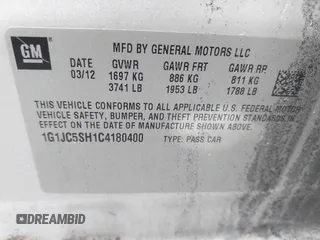 GM
MFD BY GENERAL MOTORS LLC
DATE GVWR GAWR FRT GAWR RR
03/12 1697 KG 886 KG 811 KG
3741 LB 1953 LB 1788 LB
THIS VEHICLE CONFORMS TO ALL APPLICABLE U.S. FEDERAL MOTOR
VEHICLE SAFETY, BUMPER, AND THEFT PREVENTION STANDARDS
IN EFFECT ON THE DATE OF MANUFACTURE SHOWN ABOVE.
1G1JC5SH1C4180400 TYPE: PASS CAR